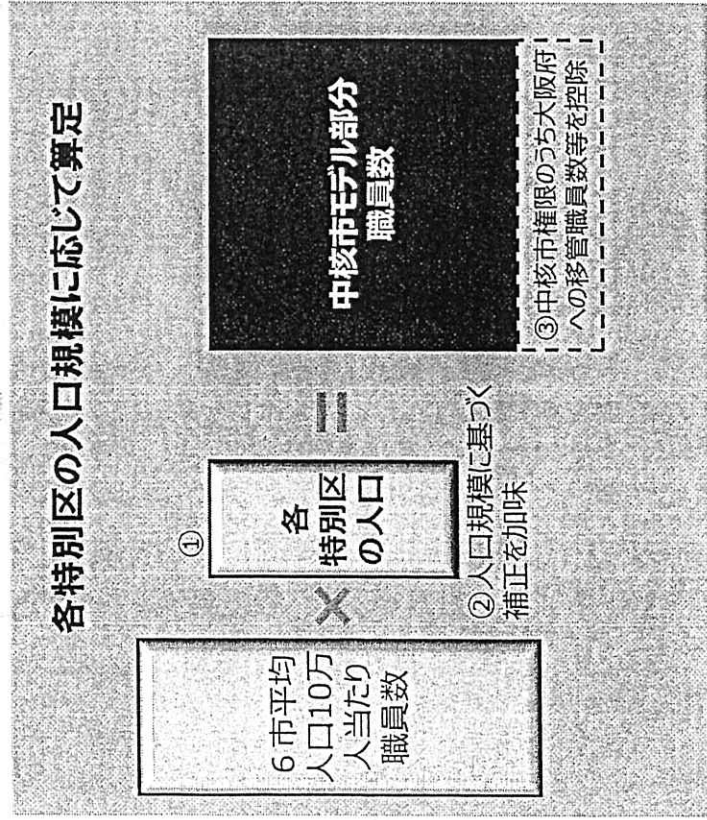 各特別区の人口規模に応じて算定
6市平均
人口10万
人当たり
職員数
×
①
各
特別区
の人口
②人口規模に基づく
補正を加味
=
中核市モデル部分
職員数
③中核市権限のうち大阪府
への移管職員数等を控除